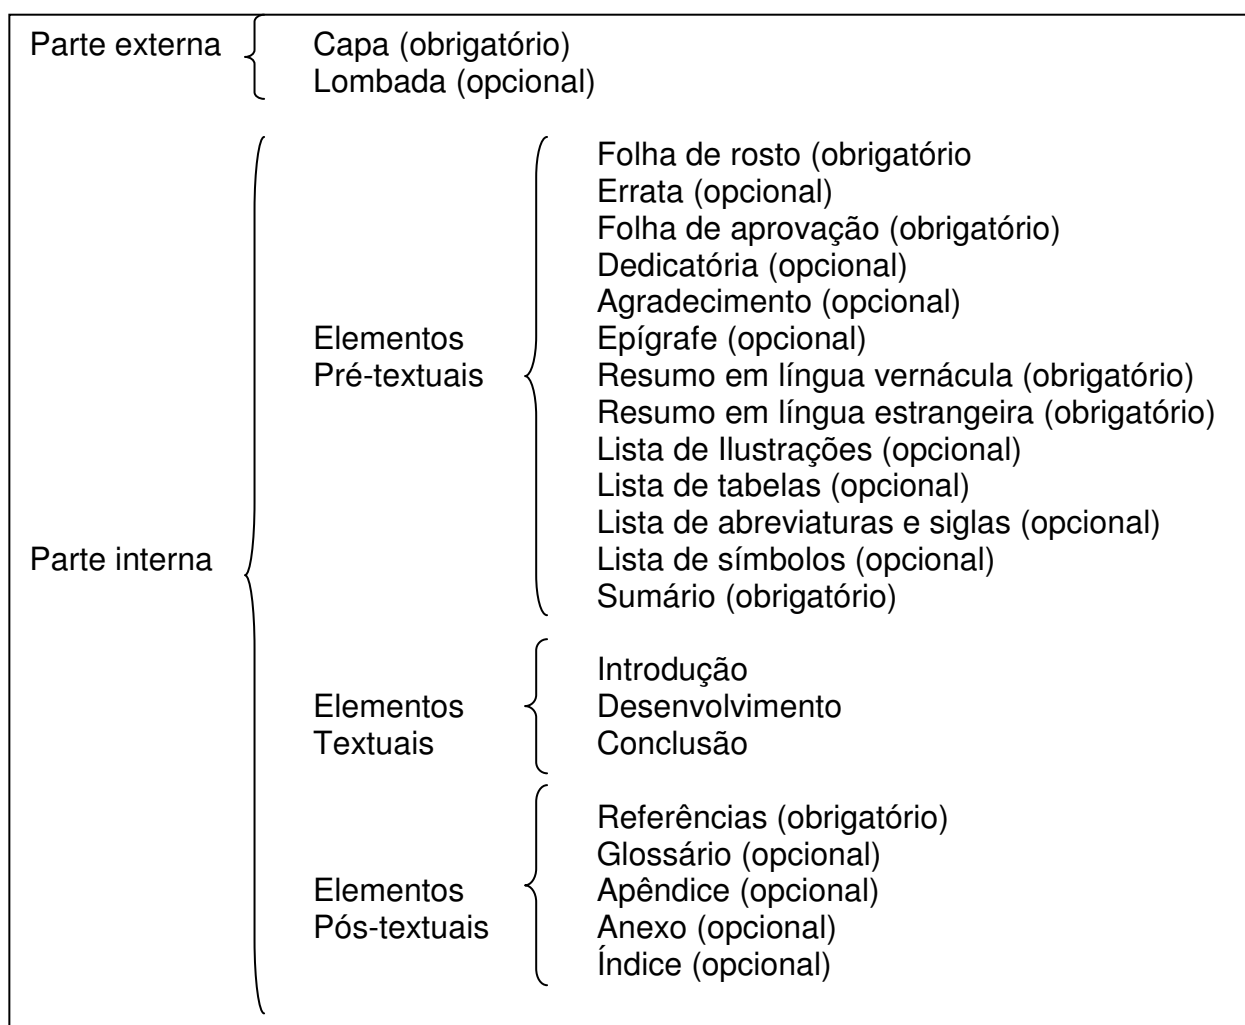 Parte externa
Capa (obrigatório)
Lombada (opcional)
Parte interna
Elementos
Pré-textuais
Folha de rosto (obrigatório
Errata (opcional)
Folha de aprovação (obrigatório)
Dedicatória (opcional)
Agradecimento (opcional)
Epígrafe (opcional)
Resumo em língua vernácula (obrigatório)
Resumo em língua estrangeira (obrigatório)
Lista de Ilustrações (opcional)
Lista de tabelas (opcional)
Lista de abreviaturas e siglas (opcional)
Lista de símbolos (opcional)
Sumário (obrigatório)
Elementos
Textuais
Introdução
Desenvolvimento
Conclusão
Elementos
Pós-textuais
Referências (obrigatório)
Glossário (opcional)
Apêndice (opcional)
Anexo (opcional)
Índice (opcional)